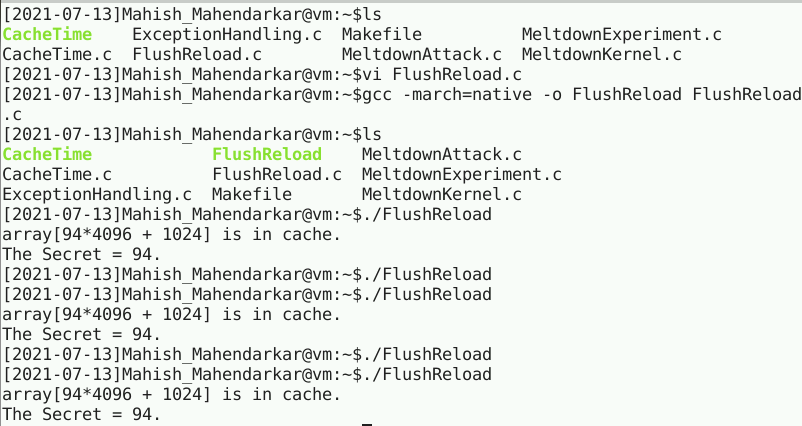 [2021-07-13]Mahish_Mahendarkar@vm:~$ls
CacheTime    ExceptionHandling.c  Makefile          MeltdownExperiment.c
CacheTime.c  FlushReload.c        MeltdownAttack.c  MeltdownKernel.c
[2021-07-13]Mahish_Mahendarkar@vm:~$vi FlushReload.c
[2021-07-13]Mahish_Mahendarkar@vm:~$gcc -march=native -o FlushReload FlushReload
.c
[2021-07-13]Mahish_Mahendarkar@vm:~$ls
CacheTime            FlushReload    MeltdownAttack.c
CacheTime.c          FlushReload.c  MeltdownExperiment.c
ExceptionHandling.c  Makefile       MeltdownKernel.c
[2021-07-13]Mahish_Mahendarkar@vm:~$./FlushReload
array[94*4096 + 1024] is in cache.
The Secret = 94.
[2021-07-13]Mahish_Mahendarkar@vm:~$./FlushReload
[2021-07-13]Mahish_Mahendarkar@vm:~$./FlushReload
array[94*4096 + 1024] is in cache.
The Secret = 94.
[2021-07-13]Mahish_Mahendarkar@vm:~$./FlushReload
[2021-07-13]Mahish_Mahendarkar@vm:~$./FlushReload
array[94*4096 + 1024] is in cache.
The Secret = 94.